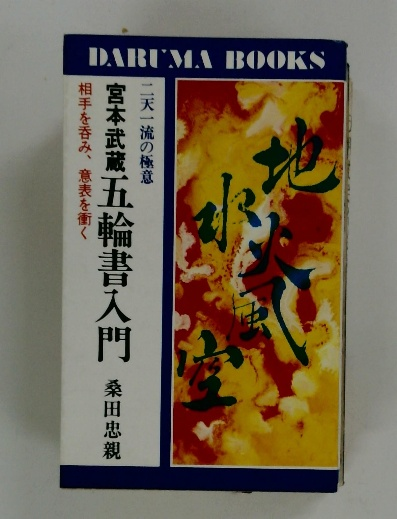 DARUMA BOOKS
二天一流の極意
宮本武蔵五輪書入門
相手を呑み、意表を衝く
桑田忠親
地
水
火
風
空